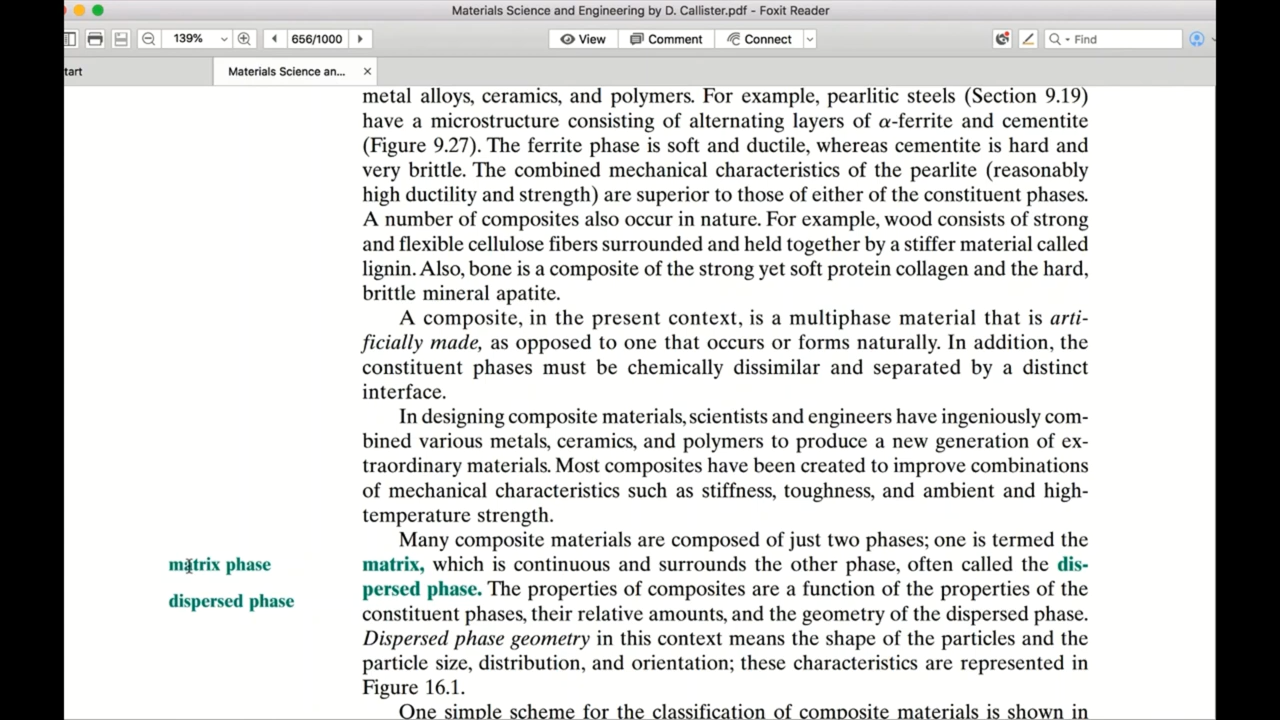 Materials Science and Engineering by D. Callister.pdf - Foxit Reader
139%
656/1000
View
Comment
Connect
Find
tart
Materials Science an...
metal alloys, ceramics, and polymers. For example, pearlitic steels (Section 9.19)
have a microstructure consisting of alternating layers of α-ferrite and cementite
(Figure 9.27). The ferrite phase is soft and ductile, whereas cementite is hard and
very brittle. The combined mechanical characteristics of the pearlite (reasonably
high ductility and strength) are superior to those of either of the constituent phases.
A number of composites also occur in nature. For example, wood consists of strong
and flexible cellulose fibers surrounded and held together by a stiffer material called
lignin. Also, bone is a composite of the strong yet soft protein collagen and the hard,
brittle mineral apatite.
A composite, in the present context, is a multiphase material that is arti-
ficially made, as opposed to one that occurs or forms naturally. In addition, the
constituent phases must be chemically dissimilar and separated by a distinct
interface.
In designing composite materials, scientists and engineers have ingeniously com-
bined various metals, ceramics, and polymers to produce a new generation of ex-
traordinary materials. Most composites have been created to improve combinations
of mechanical characteristics such as stiffness, toughness, and ambient and high-
temperature strength.
Many composite materials are composed of just two phases; one is termed the
matrix, which is continuous and surrounds the other phase, often called the dis-
persed phase. The properties of composites are a function of the properties of the
constituent phases, their relative amounts, and the geometry of the dispersed phase.
Dispersed phase geometry in this context means the shape of the particles and the
particle size, distribution, and orientation; these characteristics are represented in
Figure 16.1.
One simple scheme for the classification of composite materials is shown in
matrix phase
dispersed phase